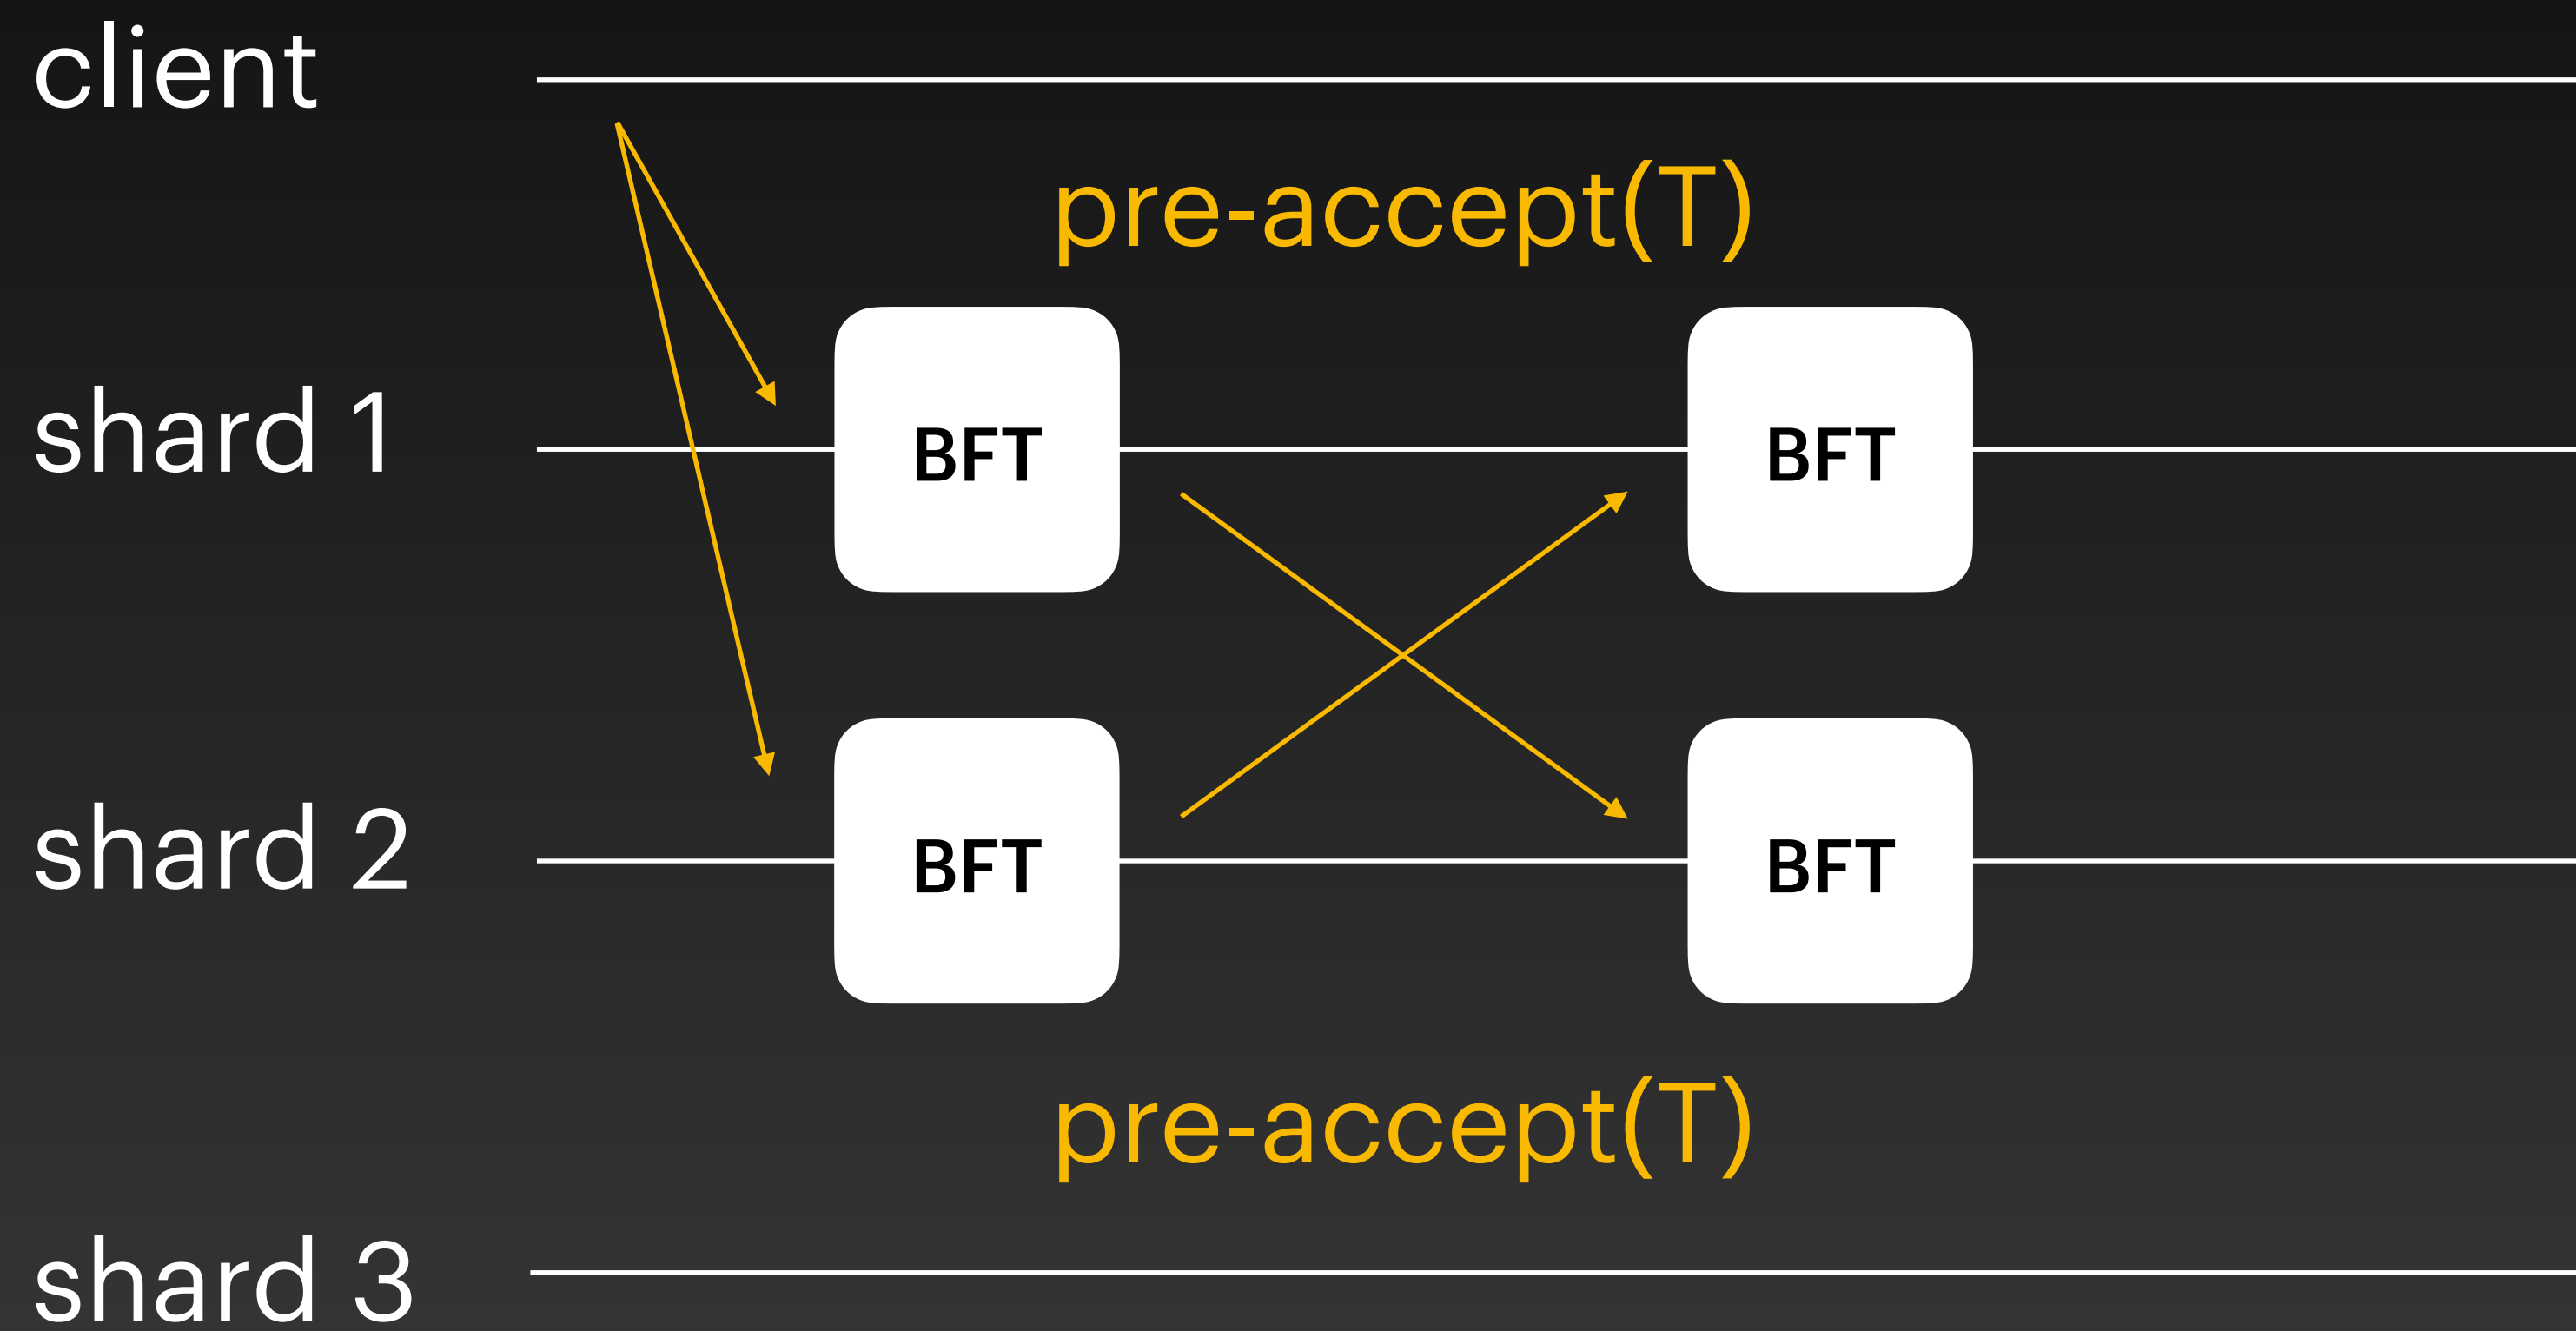 client
pre-accept(T)
shard 1
BFT
BFT
shard 2
BFT
BFT
pre-accept(T)
shard 3